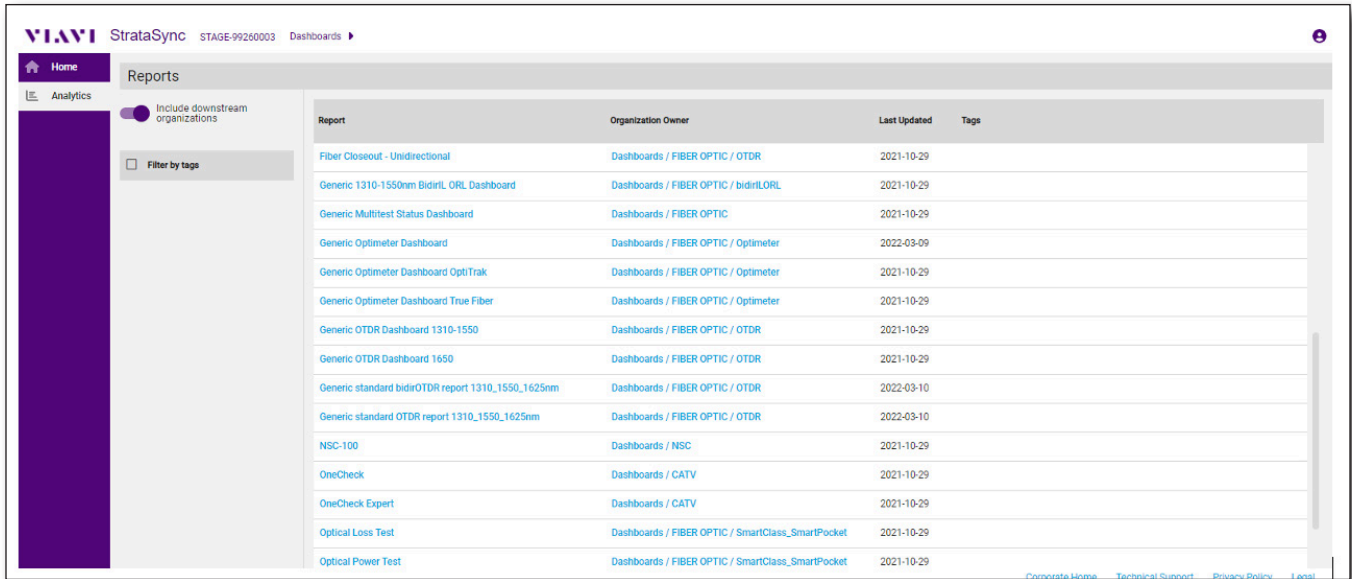 VIAVI StrataSync STAGE-99260003 Dashboards
Home
Analytics
Reports
Include downstream
organizations
Filter by tags
Report Organization Owner Last Updated Tags
Fiber Closeout - Unidirectional Dashboards / FIBER OPTIC / OTDR 2021-10-29
Generic 1310-1550nm BidirIL ORL Dashboard Dashboards / FIBER OPTIC / bidirILORL 2021-10-29
Generic Multitest Status Dashboard Dashboards / FIBER OPTIC 2021-10-29
Generic Optimeter Dashboard Dashboards / FIBER OPTIC / Optimeter 2022-03-09
Generic Optimeter Dashboard OptiTrak Dashboards / FIBER OPTIC / Optimeter 2021-10-29
Generic Optimeter Dashboard True Fiber Dashboards / FIBER OPTIC / Optimeter 2021-10-29
Generic OTDR Dashboard 1310-1550 Dashboards / FIBER OPTIC / OTDR 2021-10-29
Generic OTDR Dashboard 1650 Dashboards / FIBER OPTIC / OTDR 2021-10-29
Generic standard bidirOTDR report 1310_1550_1625nm Dashboards / FIBER OPTIC / OTDR 2022-03-10
Generic standard OTDR report 1310_1550_1625nm Dashboards / FIBER OPTIC / OTDR 2022-03-10
NSC-100 Dashboards / NSC 2021-10-29
OneCheck Dashboards / CATV 2021-10-29
OneCheck Expert Dashboards / CATV 2021-10-29
Optical Loss Test Dashboards / FIBER OPTIC / SmartClass_SmartPocket 2021-10-29
Optical Power Test Dashboards / FIBER OPTIC / SmartClass_SmartPocket 2021-10-29
Corporate Home Technical Support Privacy Policy Legal